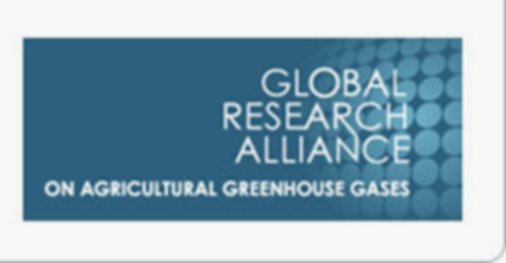 GLOBAL
RESEARCH
ALLIANCE
ON AGRICULTURAL GREENHOUSE GASES